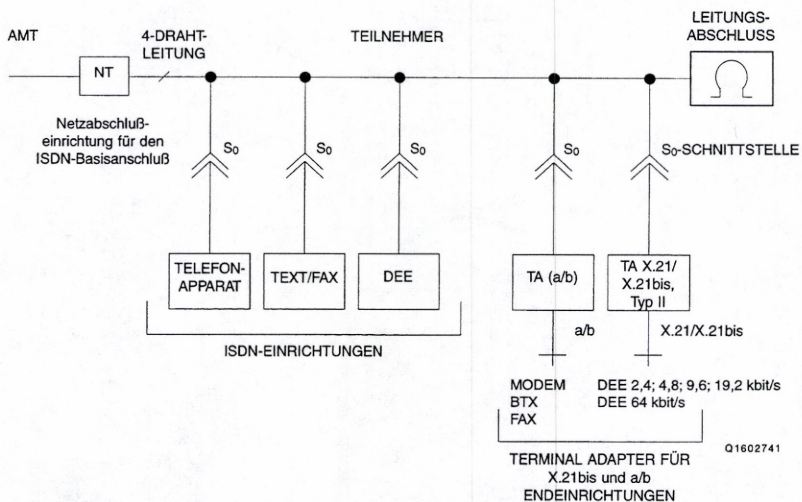 AMT
4-DRAHT-
LEITUNG
TEILNEHMER
LEITUNGS-
ABSCHLUSS
NT
Netzabschluß-
einrichtung für den
ISDN-Basisanschluß
S0
S0
S0
S0
S0-SCHNITTSTELLE
TELEFON-
APPARAT
TEXT/FAX
DEE
TA (a/b)
TA X.21/
X.21bis,
Typ II
ISDN-EINRICHTUNGEN
a/b
X.21/X.21bis
MODEM
BTX
FAX
DEE 2,4; 4,8; 9,6; 19,2 kbit/s
DEE 64 kbit/s
Q1602741
TERMINAL ADAPTER FÜR
X.21bis und a/b
ENDEINRICHTUNGEN